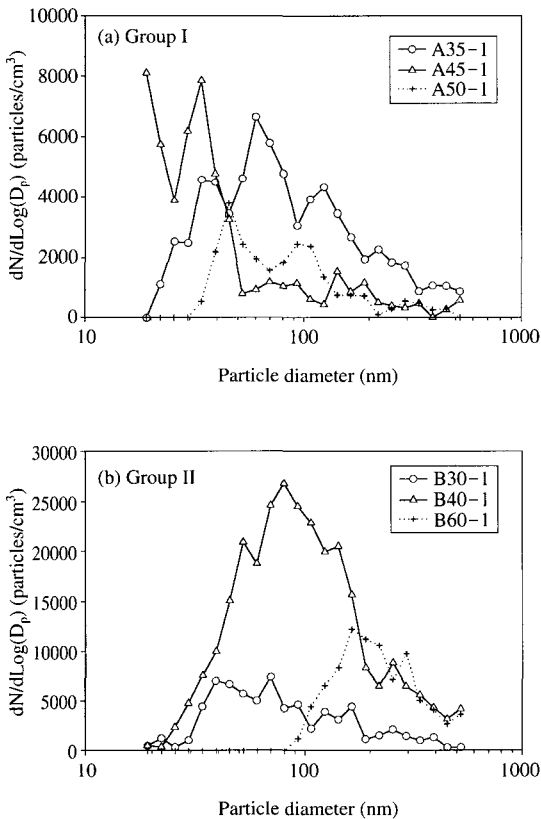 (a) Group I
A35-1
A45-1
A50-1
10000
8000
6000
4000
2000
0
dN/dLog(Dp) (particles/cm³)
10 100 1000
Particle diameter (nm)
(b) Group II
B30-1
B40-1
B60-1
30000
25000
20000
15000
10000
5000
0
dN/dLog(Dp) (particles/cm³)
10 100 1000
Particle diameter (nm)